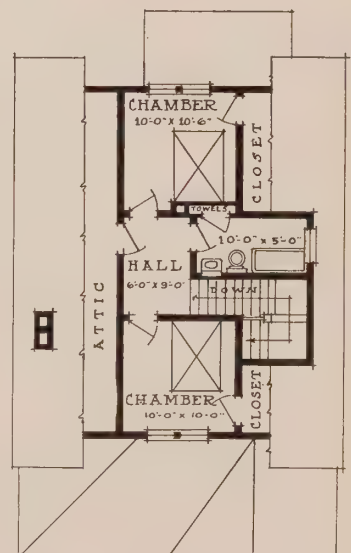 CHAMBER
10'-0" X 10'-6"
CLOSET
TOWELS
10'-0" X 5'-0"
HALL
6'-0" X 9'-0"
DOWN
ATTIC
CHAMBER
10'-0" X 10'-0"
CLOSET